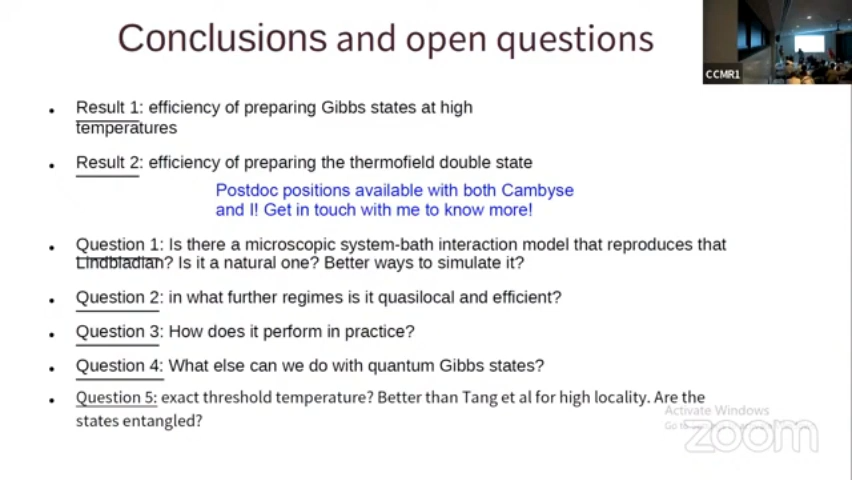 Conclusions and open questions
CCMR1
• Result 1: efficiency of preparing Gibbs states at high
temperatures
• Result 2: efficiency of preparing the thermofield double state
Postdoc positions available with both Cambyse
and I! Get in touch with me to know more!
• Question 1: Is there a microscopic system-bath interaction model that reproduces that
Lindbladian? Is it a natural one? Better ways to simulate it?
• Question 2: in what further regimes is it quasilocal and efficient?
• Question 3: How does it perform in practice?
• Question 4: What else can we do with quantum Gibbs states?
• Question 5: exact threshold temperature? Better than Tang et al for high locality. Are the
states entangled?
Activate Windows
Go to
zoom